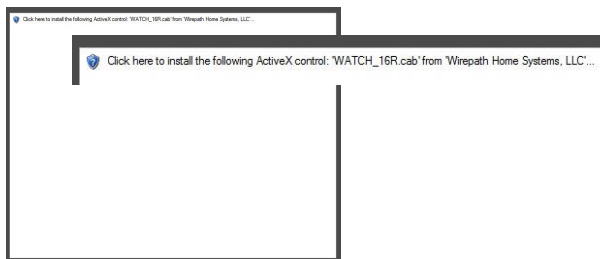 Click here to install the following ActiveX control: 'WATCH_16R.cab' from 'Wirepath Home Systems, LLC'...
Click here to install the following ActiveX control: 'WATCH_16R.cab' from 'Wirepath Home Systems, LLC'...